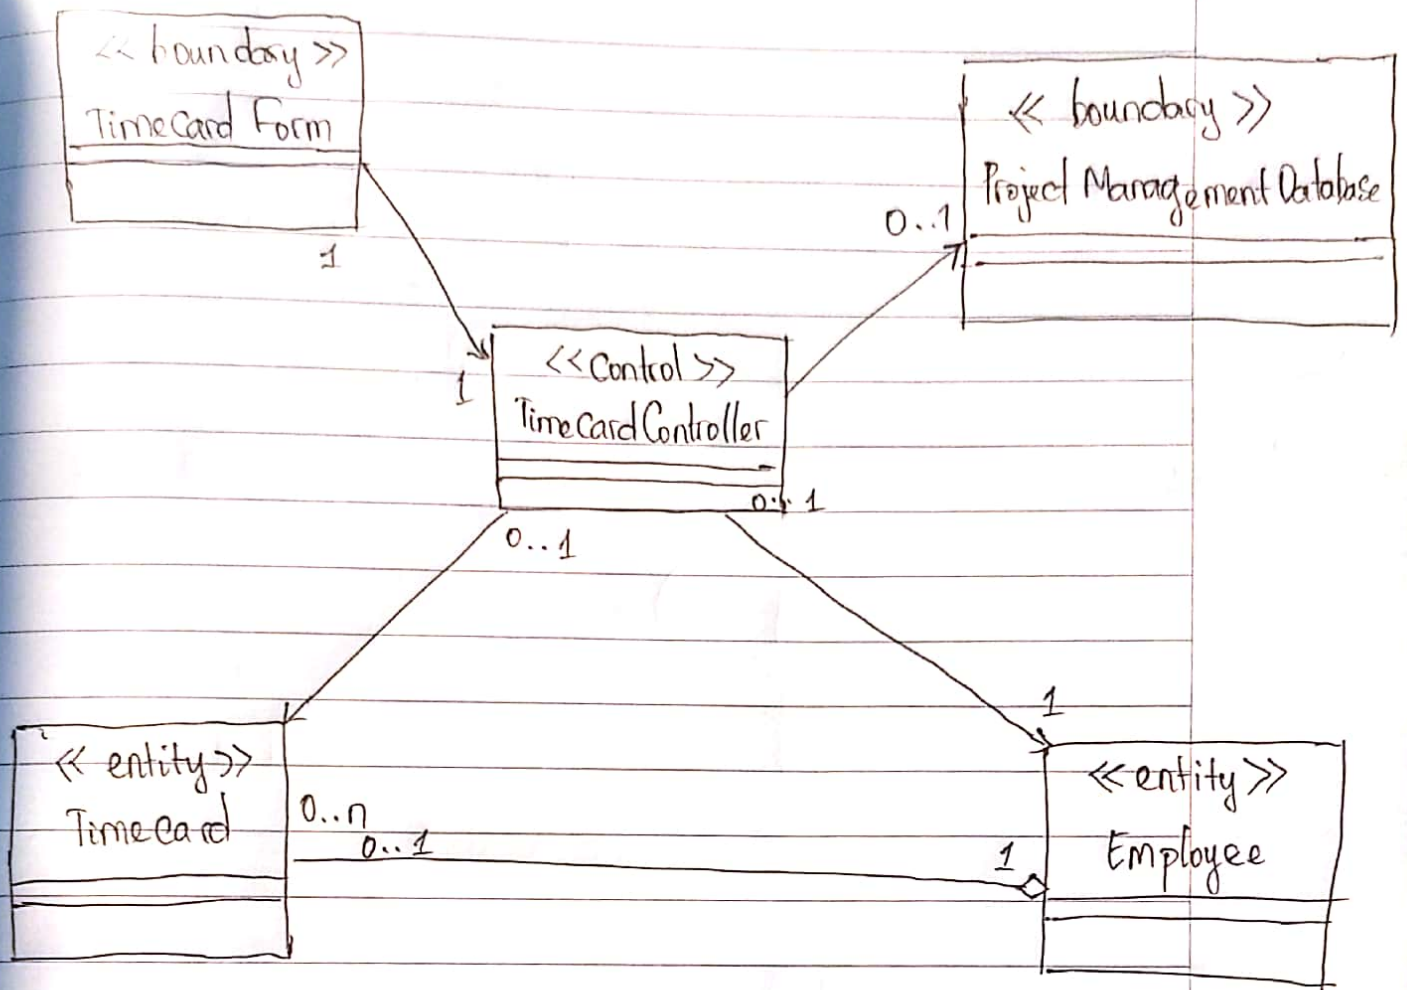 << boundary >>
TimeCard Form
1
<< boundary >>
Project Management Database
0..1
1
<<Control>>
TimeCardController
0..1
0..1
1
<< entity >>
TimeCard
0..n
0..1
1
<<entity>>
Employee